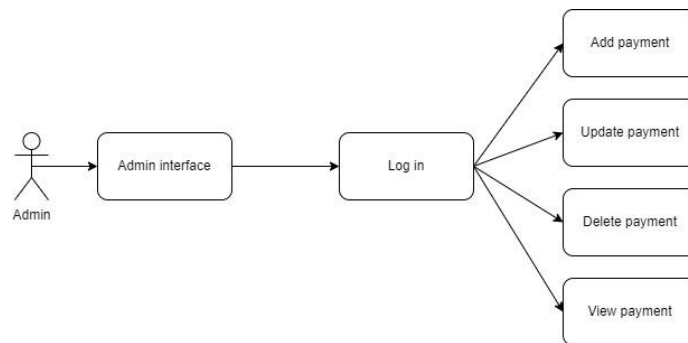 Add payment
Update payment
Admin interface
Log in
Admin
Delete payment
View payment